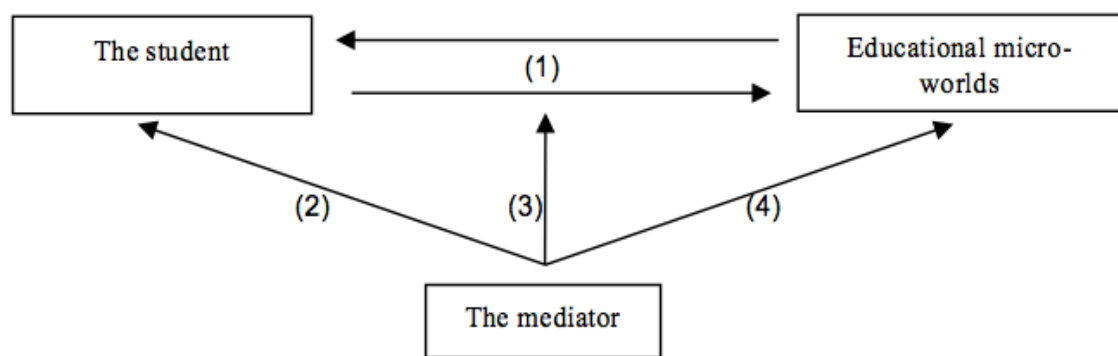 The student
Educational micro-
worlds
(1)
(2)
(3)
(4)
The mediator